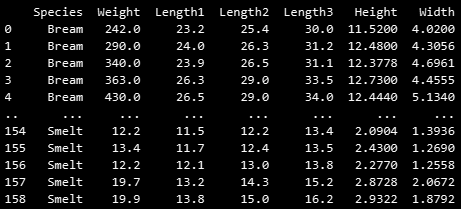 Species Weight Length1 Length2 Length3 Height Width
0 Bream 242.0 23.2 25.4 30.0 11.5200 4.0200
1 Bream 290.0 24.0 26.3 31.2 12.4800 4.3056
2 Bream 340.0 23.9 26.5 31.1 12.3778 4.6961
3 Bream 363.0 26.3 29.0 33.5 12.7300 4.4555
4 Bream 430.0 26.5 29.0 34.0 12.4440 5.1340
.. ... ... ... ... ... ... ...
154 Smelt 12.2 11.5 12.2 13.4 2.0904 1.3936
155 Smelt 13.4 11.7 12.4 13.5 2.4300 1.2690
156 Smelt 12.2 12.1 13.0 13.8 2.2770 1.2558
157 Smelt 19.7 13.2 14.3 15.2 2.8728 2.0672
158 Smelt 19.9 13.8 15.0 16.2 2.9322 1.8792